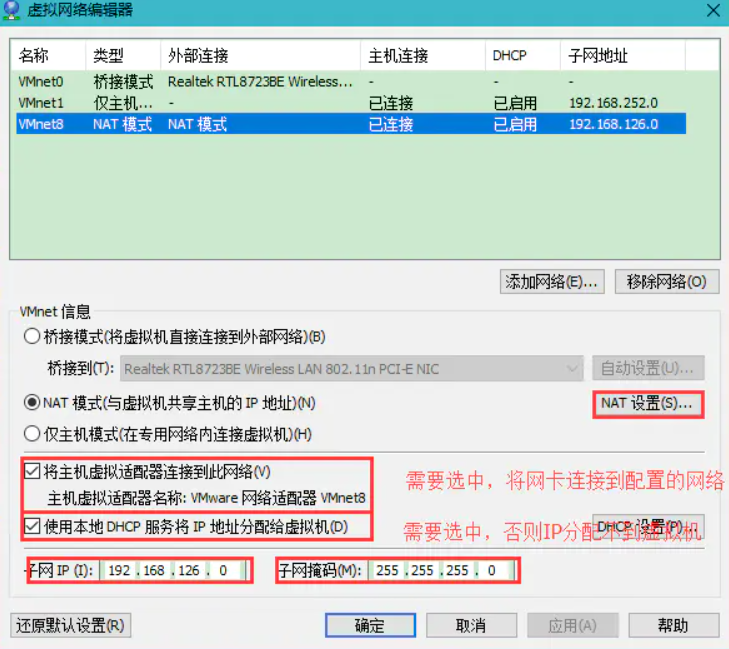 虚拟网络编辑器
名称 类型 外部连接 主机连接 DHCP 子网地址
VMnet0 桥接模式 Realtek RTL8723BE Wireless... - - -
VMnet1 仅主机... - 已连接 已启用 192.168.252.0
VMnet8 NAT 模式 NAT 模式 已连接 已启用 192.168.126.0
添加网络(E)... 移除网络(O)
VMnet 信息
桥接模式(将虚拟机直接连接到外部网络)(B)
桥接到(T): Realtek RTL8723BE Wireless LAN 802.11n PCI-E NIC 自动设置(U)...
NAT 模式(与虚拟机共享主机的 IP 地址)(N) NAT 设置(S)...
仅主机模式(在专用网络内连接虚拟机)(H)
将主机虚拟适配器连接到此网络(V)
需要选中，将网卡连接到配置的网络
主机虚拟适配器名称: VMware 网络适配器 VMnet8
使用本地 DHCP 服务将 IP 地址分配给虚拟机(D) DHCP 设置(P)...
需要选中，否则IP分配不到虚拟机
子网 IP (I): 192 .168 .126 . 0 子网掩码(M): 255 .255 .255 . 0
还原默认设置(R) 确定 取消 应用(A) 帮助